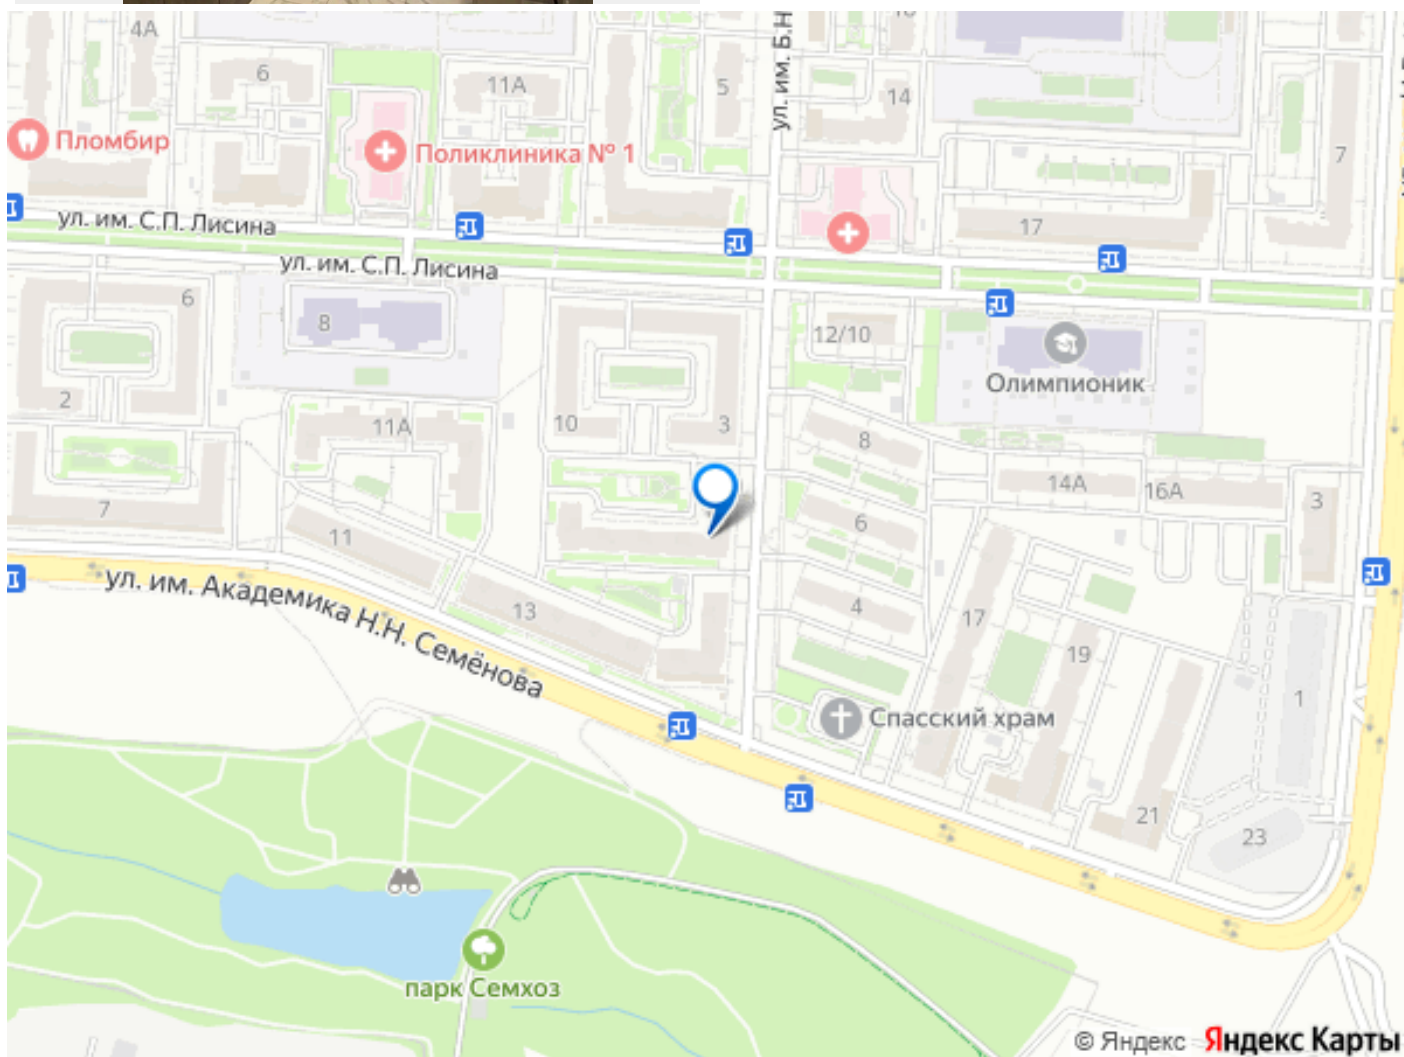 4А
6
11А
5
14
7
Пломбир
Поликлиника № 1
ул. им. Б.Н
17
ул. им. С.П. Лисина
ул. им. С.П. Лисина
6
8
12/10
Олимпионик
2
11А
10
3
8
14А
16А
3
7
11
6
13
4
17
19
1
ул. им. Академика Н.Н. Семёнова
Спасский храм
21
23
парк Семхоз
© Яндекс Яндекс Карты